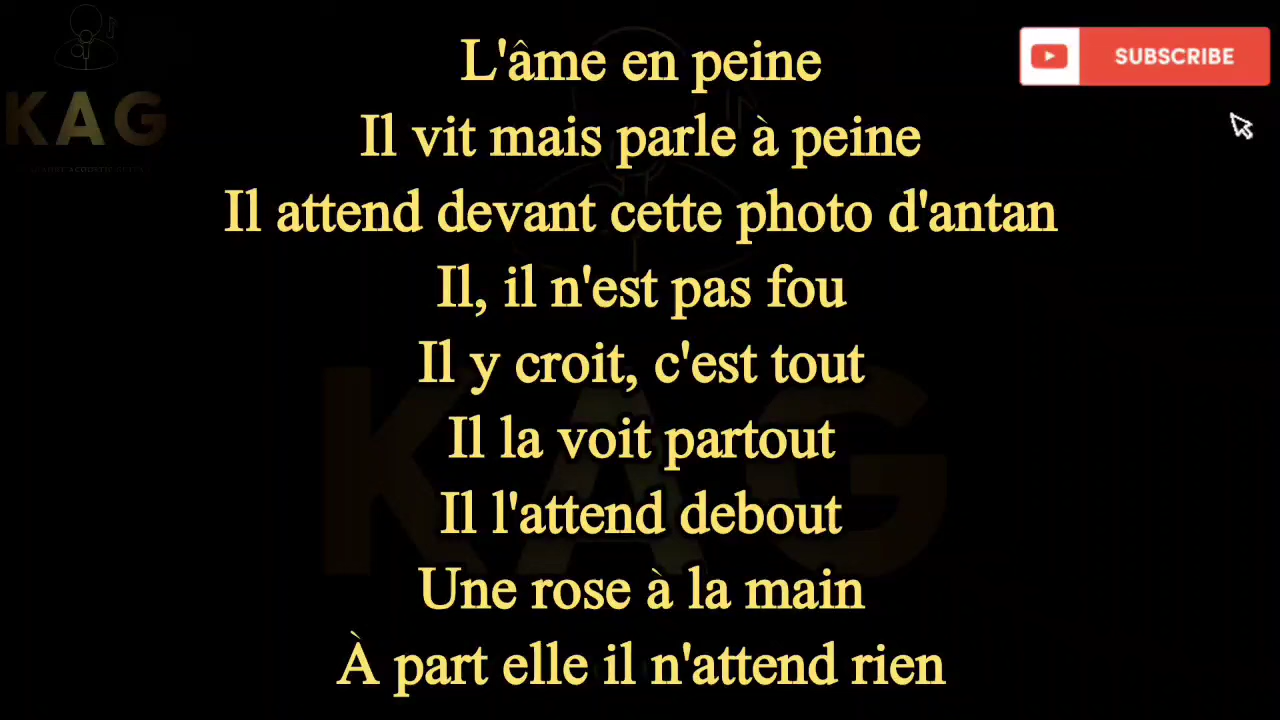 L'âme en peine
SUBSCRIBE
KAG
Il vit mais parle à peine
Il attend devant cette photo d'antan
Il, il n'est pas fou
Il y croit, c'est tout
Il la voit partout
KAG
Il l'attend debout
Une rose à la main
À part elle il n'attend rien